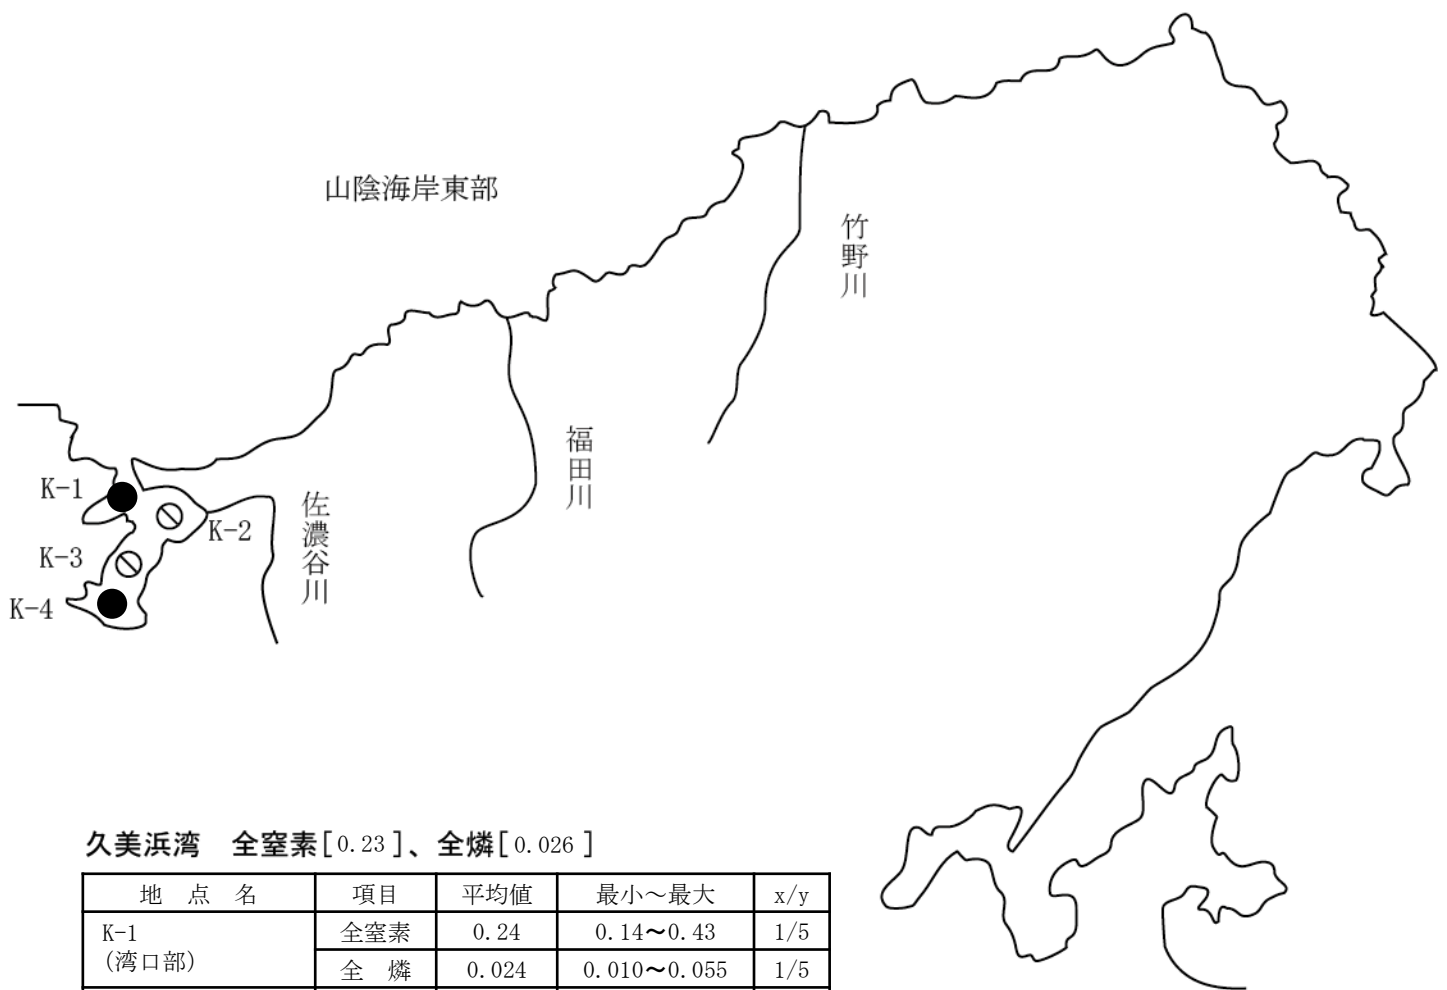 山陰海岸東部
竹野川
福田川
佐濃谷川
K-1
K-2
K-3
K-4
久美浜湾 全窒素[0.23]、全燐[0.026]
地 点 名 項目 平均値 最小～最大 x/y
K-1 (湾口部) 全窒素 0.24 0.14～0.43 1/5
全 燐 0.024 0.010～0.055 1/5